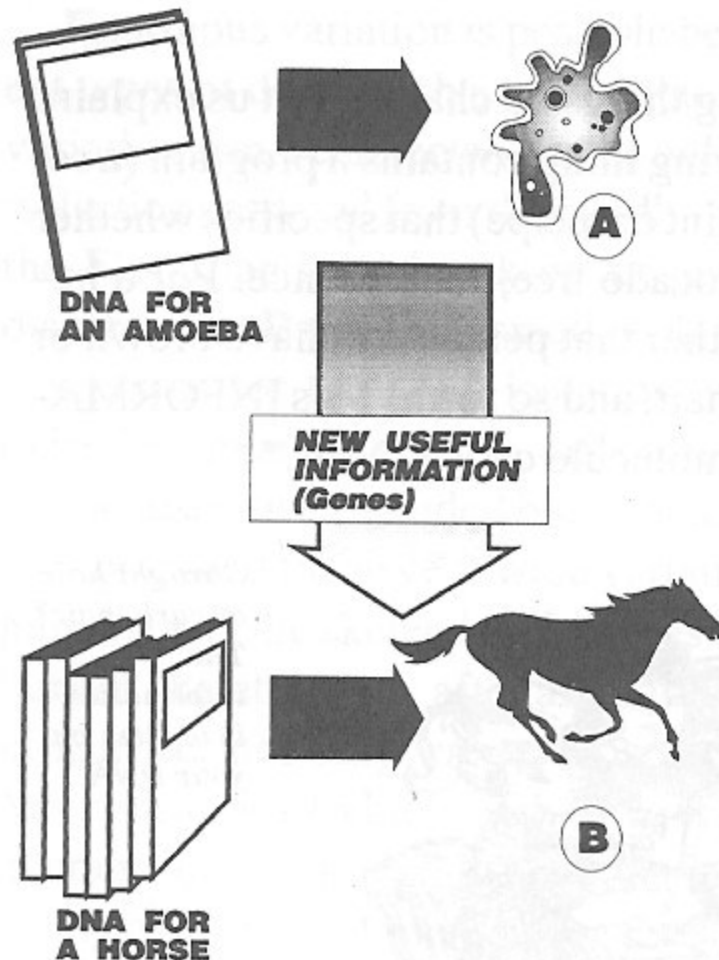 A
DNA FOR
AN AMOEBA
NEW USEFUL
INFORMATION
(Genes)
B
DNA FOR
A HORSE